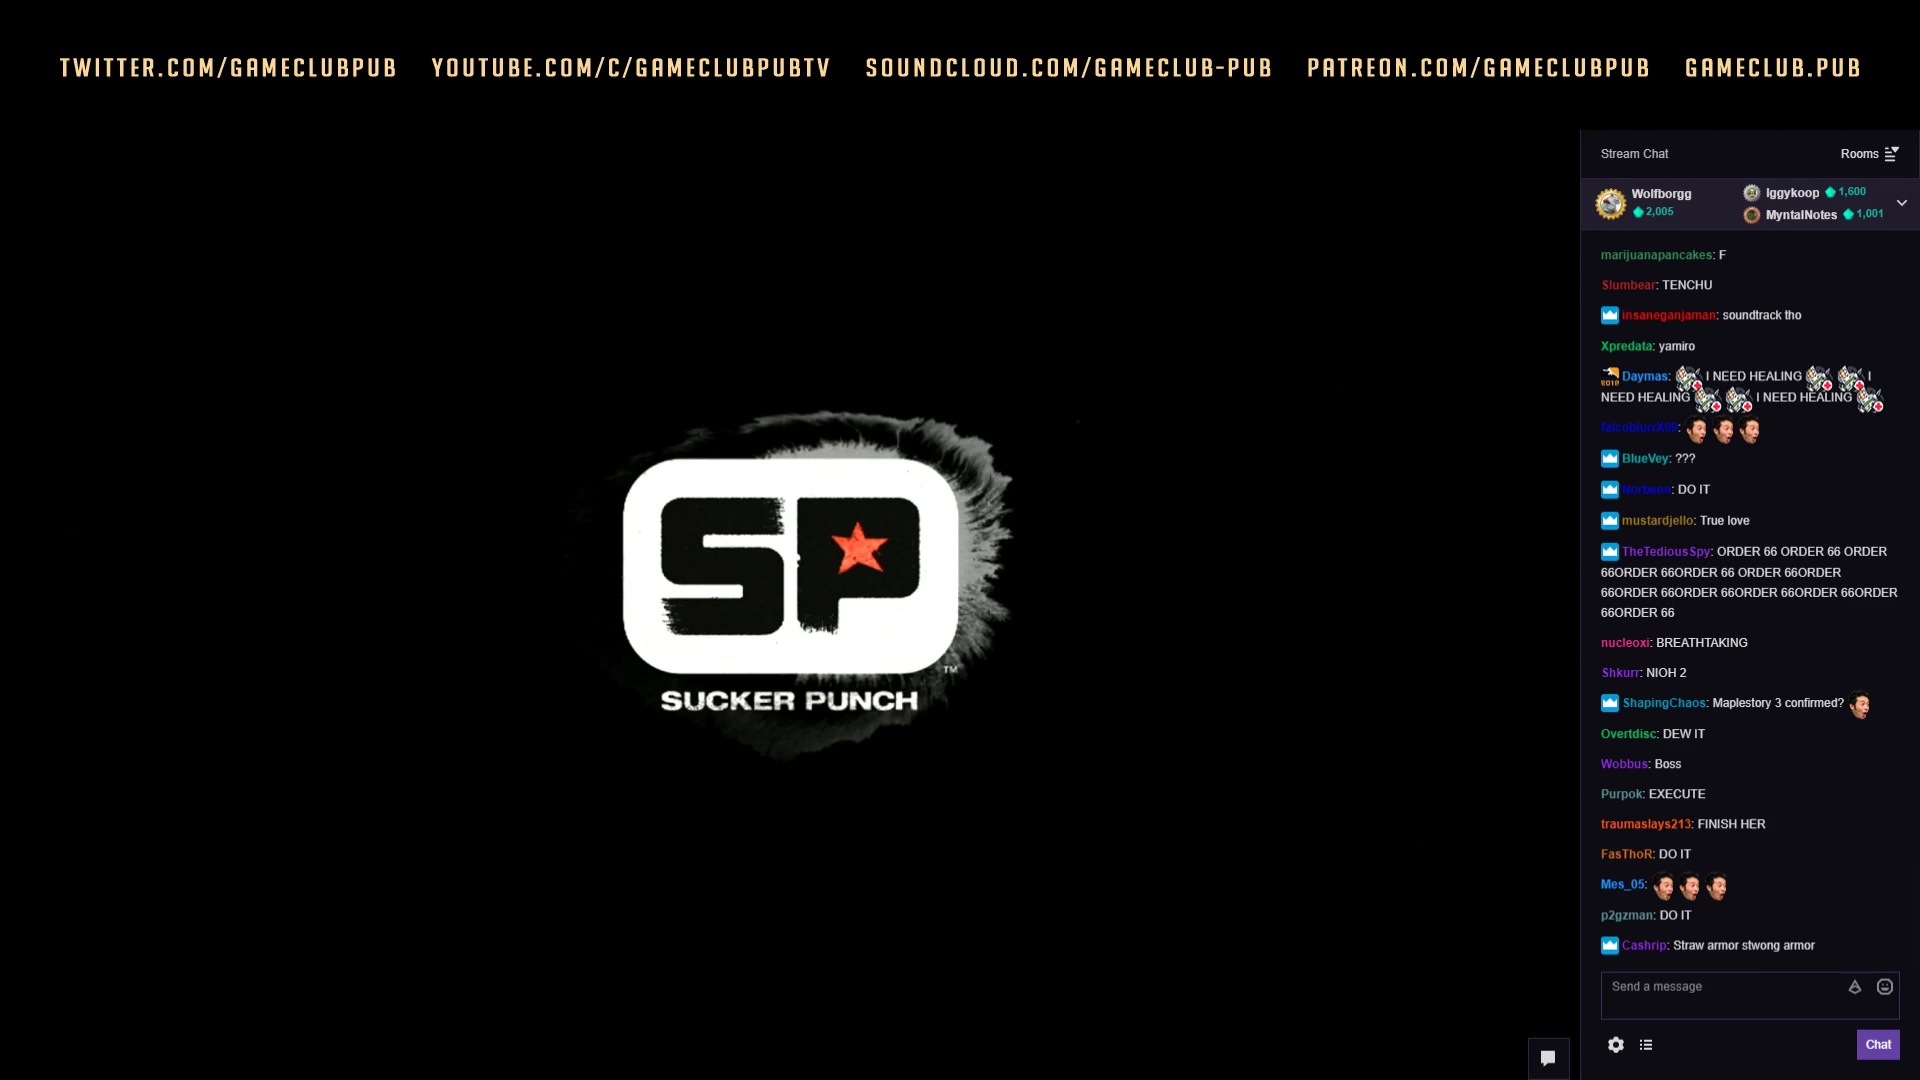 TWITTER.COM/GAMECLUBPUB YOUTUBE.COM/C/GAMECLUBPUBTV SOUNDCLOUD.COM/GAMECLUB-PUB PATREON.COM/GAMECLUBPUB GAMECLUB.PUB
SP
TM
SUCKER PUNCH
Stream Chat Rooms
Wolfborgg Iggykoop 1,600
2,005 MyntalNotes 1,001
marijuanapancakes: F
Slumbear: TENCHU
insaneganjaman: soundtrack tho
Xpredata: yamiro
2018 Daymas: I NEED HEALING I
NEED HEALING I NEED HEALING
falcoblurrX09:
BlueVey: ???
Norbenn: DO IT
mustardjello: True love
TheTediousSpy: ORDER 66 ORDER 66 ORDER
66ORDER 66ORDER 66 ORDER 66ORDER
66ORDER 66ORDER 66ORDER 66ORDER 66ORDER
66ORDER 66
nucleoxi: BREATHTAKING
Shkurr: NIOH 2
ShapingChaos: Maplestory 3 confirmed?
Overtdisc: DEW IT
Wobbus: Boss
Purpok: EXECUTE
traumaslays213: FINISH HER
FasThoR: DO IT
Mes_05:
p2gzman: DO IT
Cashrip: Straw armor stwong armor
Send a message
Chat